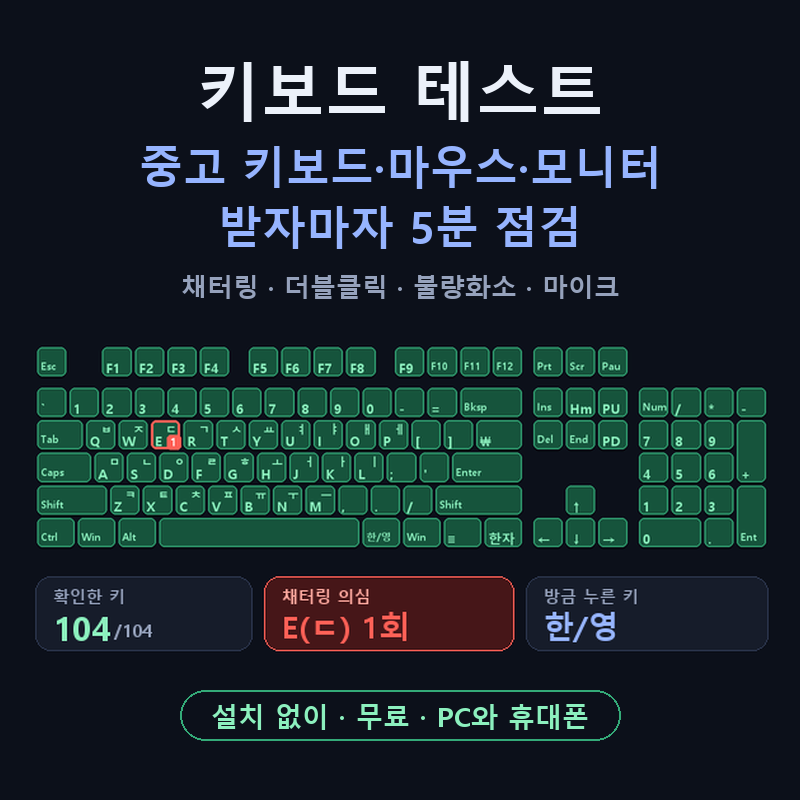 키보드 테스트
중고 키보드·마우스·모니터
받자마자 5분 점검
채터링 · 더블클릭 · 불량화소 · 마이크
Esc F1 F2 F3 F4 F5 F6 F7 F8 F9 F10 F11 F12 Prt Scr Pau
` 1 2 3 4 5 6 7 8 9 0 - = Bksp Ins Hm PU Num / * -
Tab Q ㅂ W ㅈ E ㄷ 1 R ㄱ T ㅅ Y ㅛ U ㅕ I ㅑ O ㅐ P ㅔ [ ] ₩ Del End PD 7 8 9 +
Caps A ㅁ S ㄴ D ㅇ F ㄹ G ㅎ H ㅗ J ㅓ K ㅏ L ㅣ ; ' Enter 4 5 6
Shift Z ㅋ X ㅌ C ㅊ V ㅍ B ㅠ N ㅜ M ㅡ , . / Shift ↑ 1 2 3 Ent
Ctrl Win Alt 한/영 Win ≡ 한자 ← ↓ → 0 .
확인한 키 채터링 의심 방금 누른 키
104/104 E(ㄷ) 1회 한/영
설치 없이 · 무료 · PC와 휴대폰